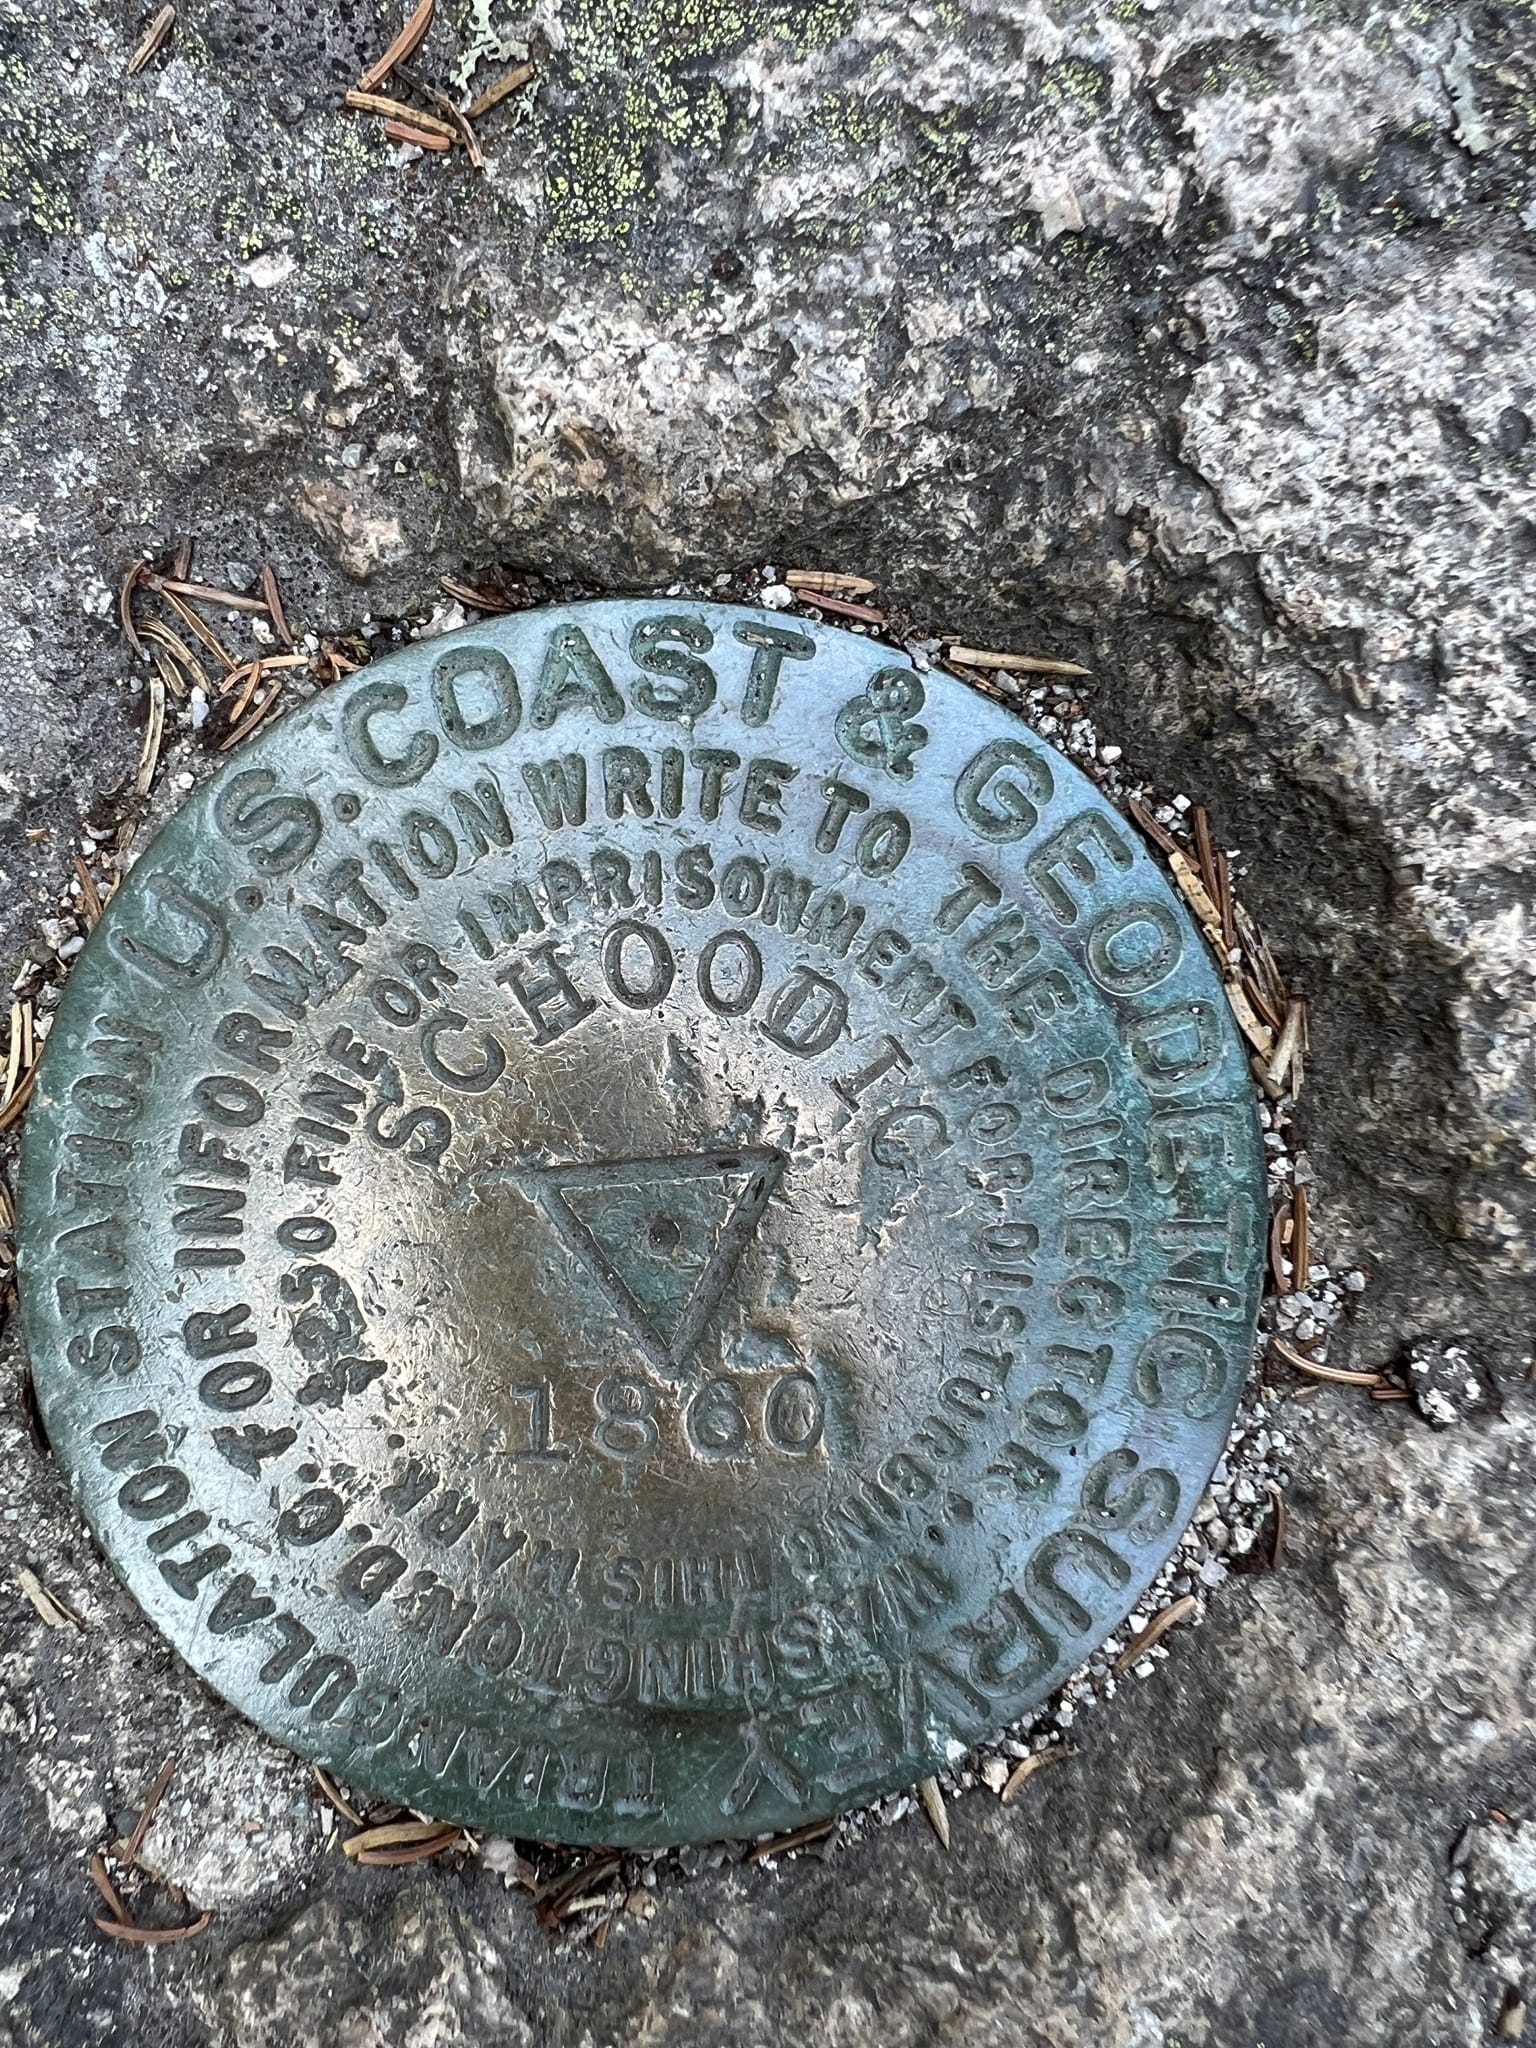 U.S. COAST & GEODETIC SURVEY
TRIANGULATION STATION
FOR INFORMATION WRITE TO THE DIRECTOR. WASHINGTON, D.C.
$250 FINE OR IMPRISONMENT FOR DISTURBING THIS MARK.
SCHOODIC
1860